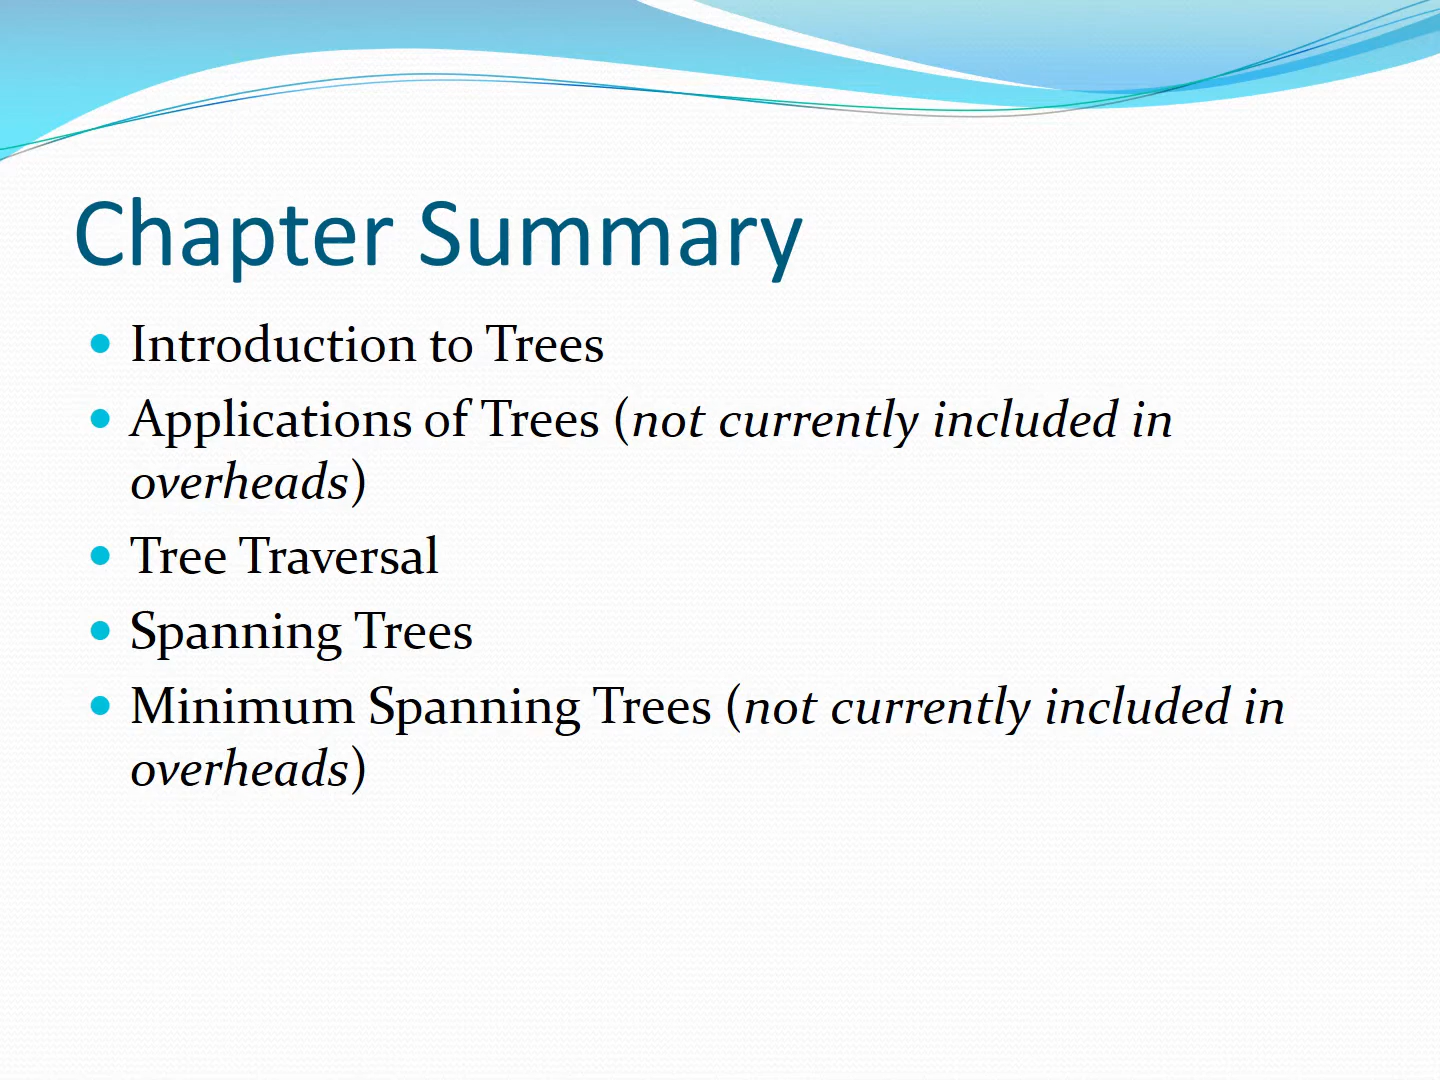 Chapter Summary
• Introduction to Trees
• Applications of Trees (not currently included in
overheads)
• Tree Traversal
• Spanning Trees
• Minimum Spanning Trees (not currently included in
overheads)